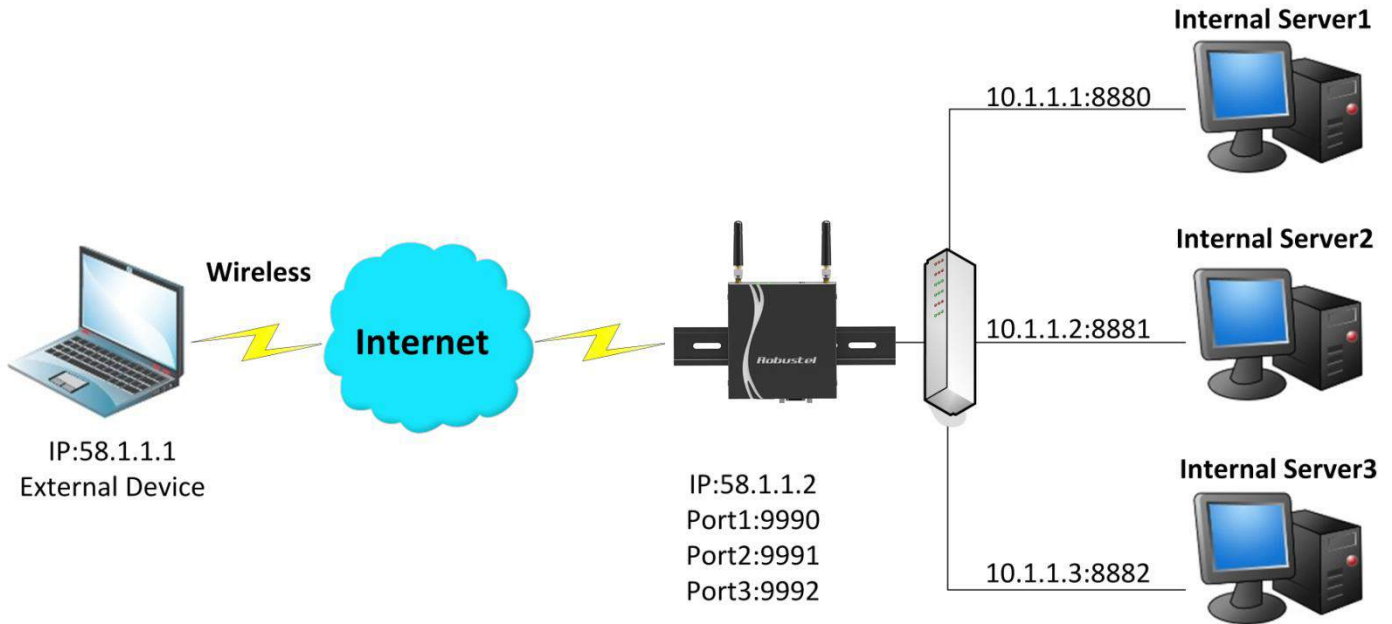 Internal Server1
10.1.1.1:8880
Wireless
Internet
Robustel
Internal Server2
10.1.1.2:8881
IP:58.1.1.1
External Device
IP:58.1.1.2
Port1:9990
Port2:9991
Port3:9992
Internal Server3
10.1.1.3:8882